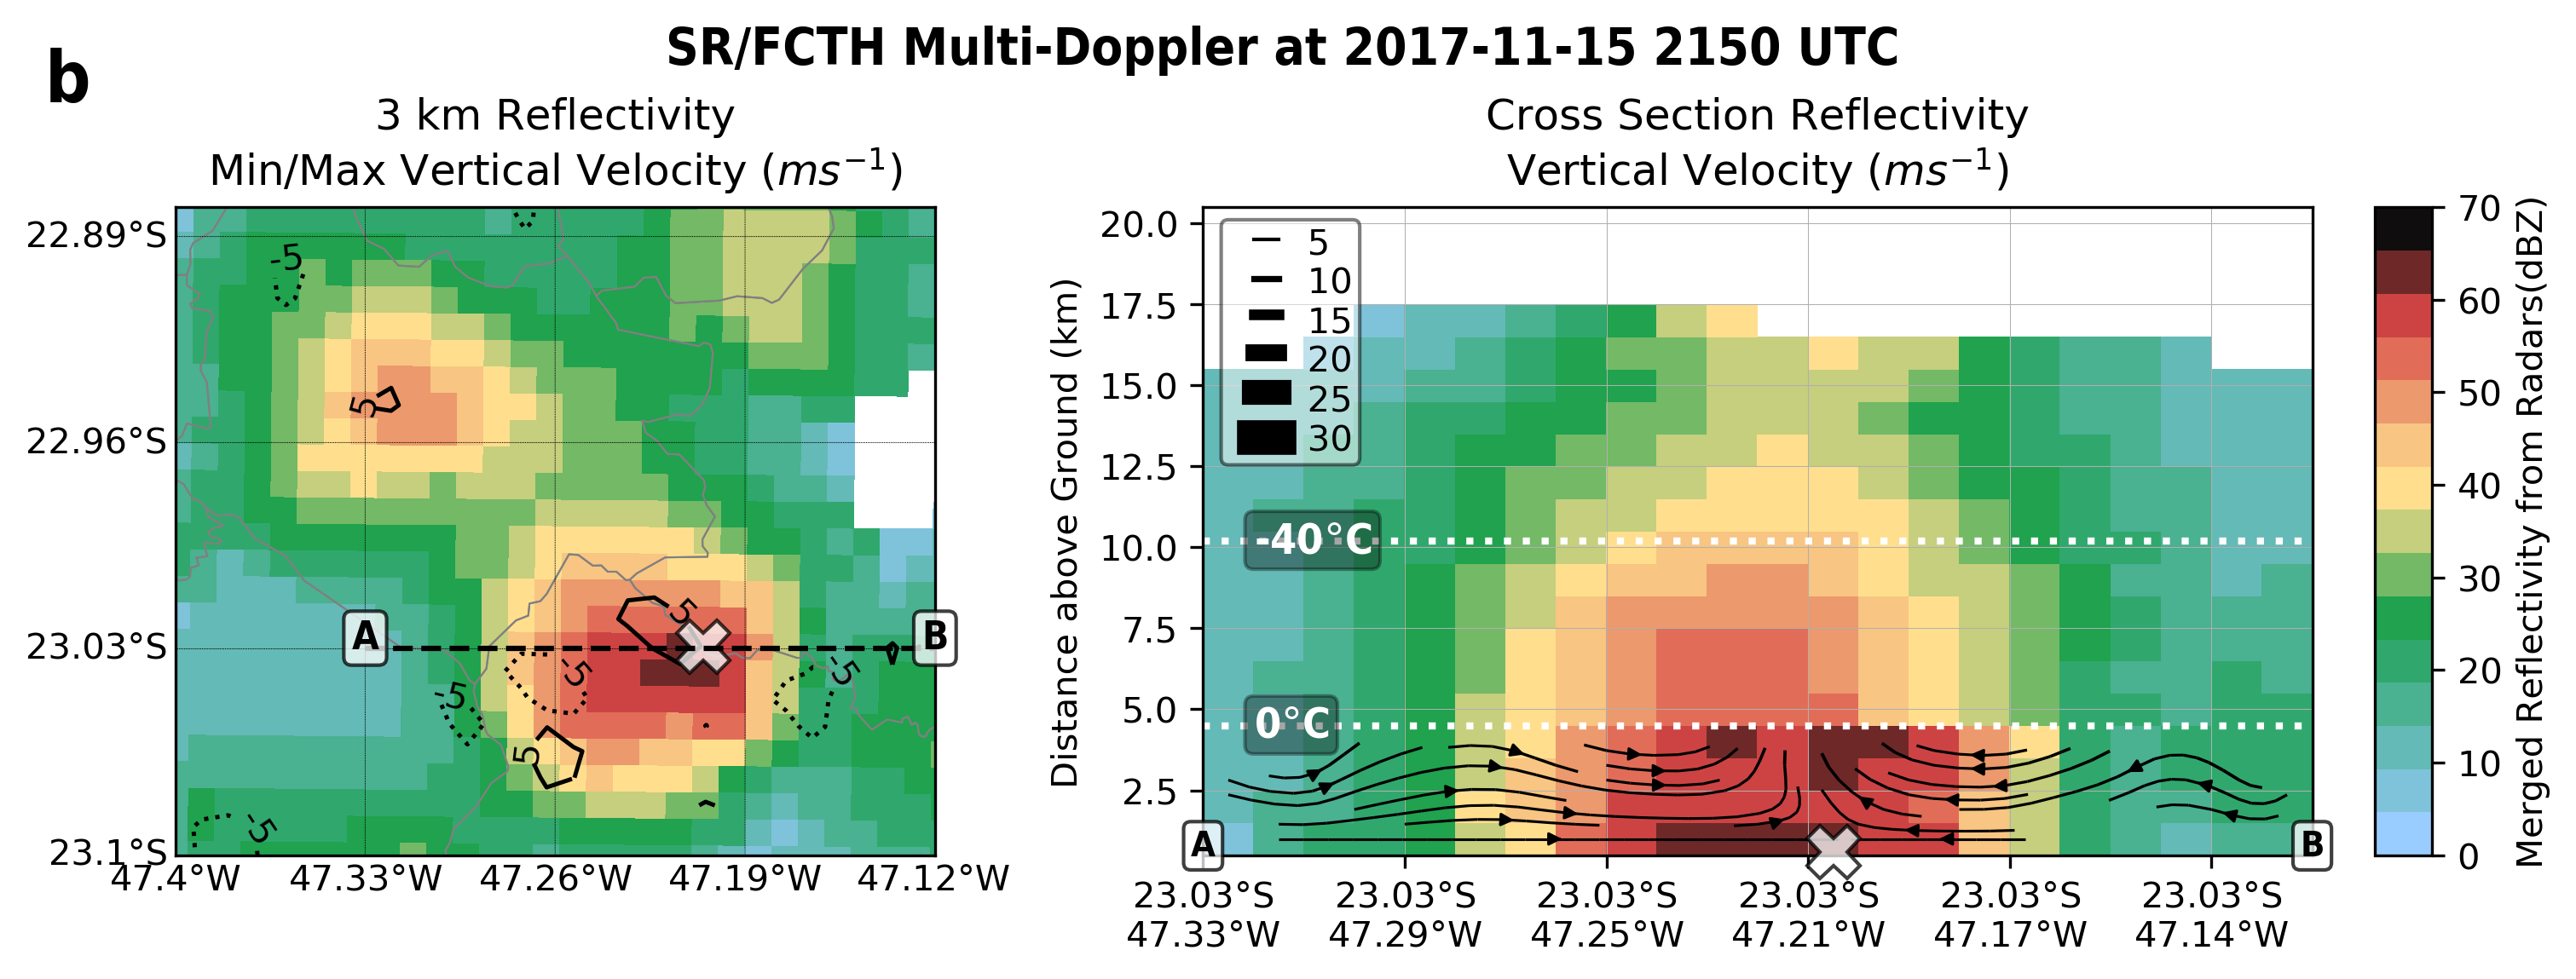 SR/FCTH Multi-Doppler at 2017-11-15 2150 UTC
b
3 km Reflectivity
Min/Max Vertical Velocity (ms⁻¹)
22.89°S
22.96°S
23.03°S
23.1°S
47.4°W
47.33°W
47.26°W
47.19°W
47.12°W
-5
5
A
B
5
-5
-5
-5
5
-5
Cross Section Reflectivity
Vertical Velocity (ms⁻¹)
Distance above Ground (km)
20.0
17.5
15.0
12.5
10.0
7.5
5.0
2.5
5
10
15
20
25
30
-40°C
0°C
A
B
23.03°S 23.03°S 23.03°S 23.03°S 23.03°S 23.03°S
47.33°W 47.29°W 47.25°W 47.21°W 47.17°W 47.14°W
70
60
50
40
30
20
10
0
Merged Reflectivity from Radars(dBZ)